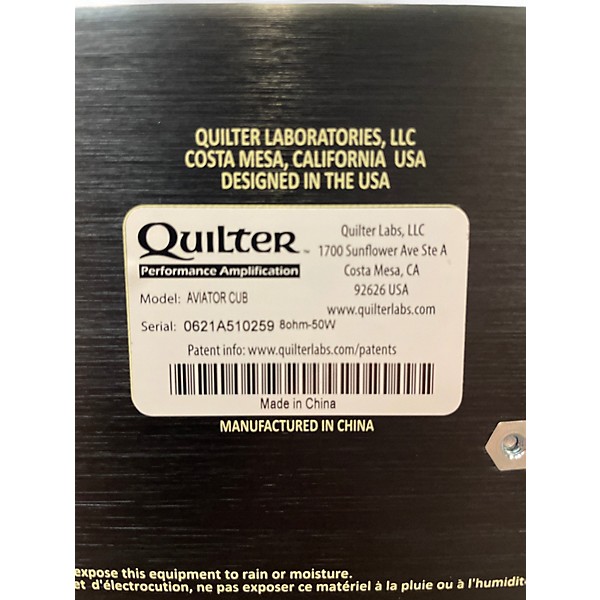 QUILTER LABORATORIES, LLC
COSTA MESA, CALIFORNIA USA
DESIGNED IN THE USA
Quilter™
Performance Amplification
Quilter Labs, LLC
1700 Sunflower Ave Ste A
Costa Mesa, CA
92626 USA
www.quilterlabs.com
Model: AVIATOR CUB
Serial: 0621A510259 8ohm-50W
Patent info: www.quilterlabs.com/patents
Made in China
MANUFACTURED IN CHINA
expose this equipment to rain or moisture.
et d'électrocution, ne pas exposer ce matériel à la pluie ou à l'humidit